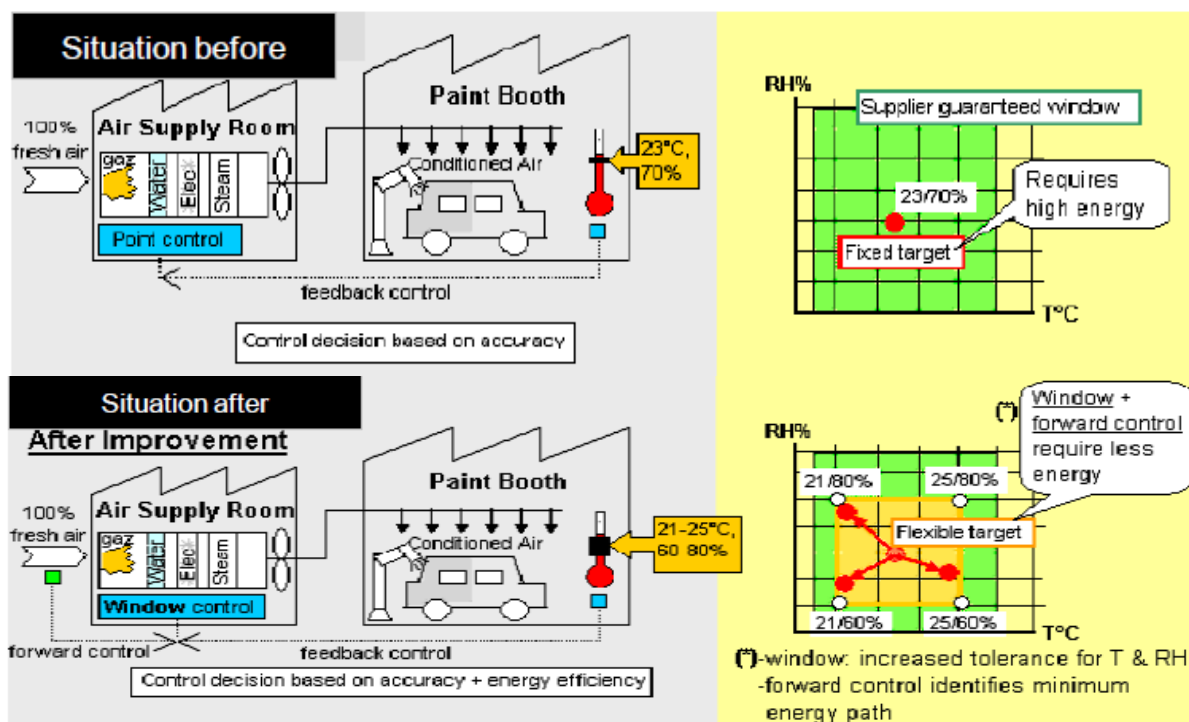 Situation before
Paint Booth
Air Supply Room
100%
fresh air
gaz
Water
Elec*
Steam
Conditioned Air
23°C,
70%
Point control
feedback control
Control decision based on accuracy
RH%
Supplier guaranteed window
23/70%
Requires
high energy
Fixed target
T°C
Situation after
After Improvement
Paint Booth
Air Supply Room
100%
fresh air
gaz
Water
Elec*
Steam
Conditioned Air
21-25°C,
60-80%
Window control
forward control
feedback control
Control decision based on accuracy + energy efficiency
(*)
Window +
forward control
require less
energy
RH%
21/80%
25/80%
Flexible target
21/60%
25/60%
T°C
(*)-window: increased tolerance for T & RH
-forward control identifies minimum
energy path